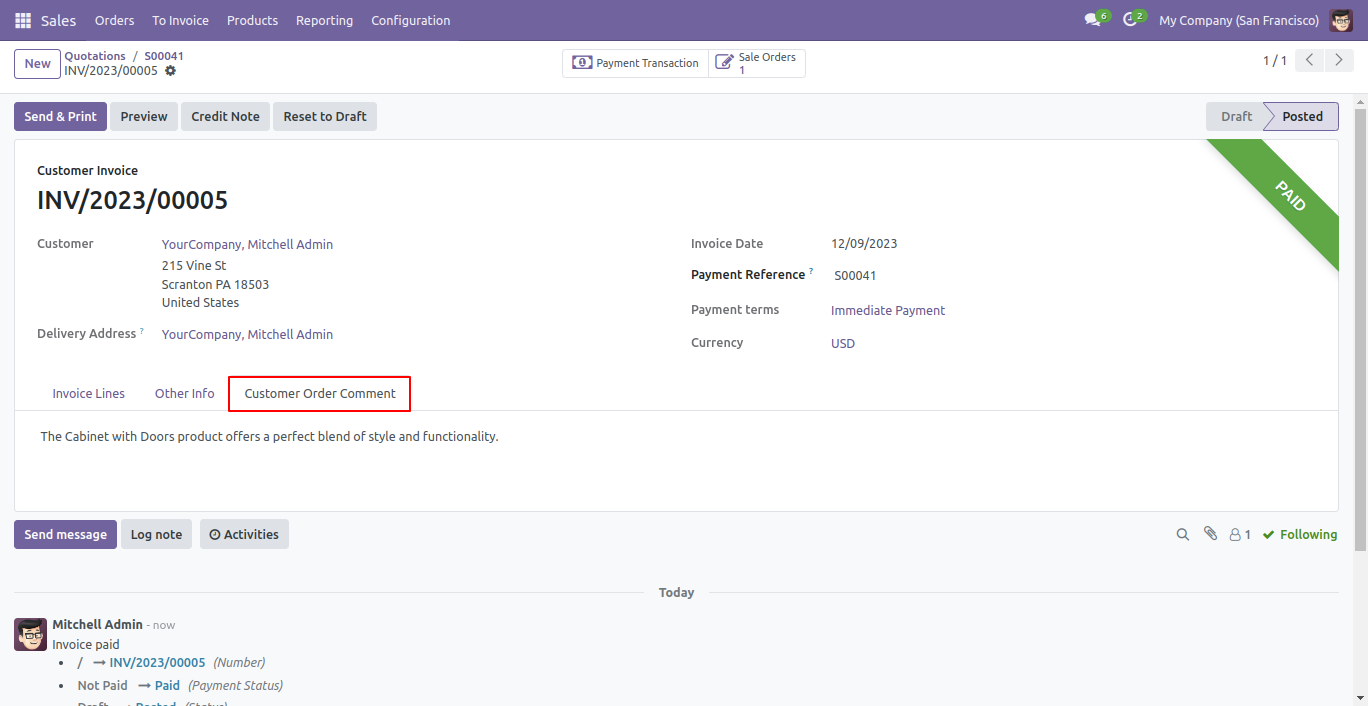 Sales Orders To Invoice Products Reporting Configuration 6 2 My Company (San Francisco)
New Quotations / S00041
INV/2023/00005
Payment Transaction
Sale Orders
1
1 / 1
Send & Print Preview Credit Note Reset to Draft Draft Posted
PAID
Customer Invoice
INV/2023/00005
Customer YourCompany, Mitchell Admin Invoice Date 12/09/2023
215 Vine St
Scranton PA 18503 Payment Reference ? S00041
United States
Payment terms Immediate Payment
Delivery Address ? YourCompany, Mitchell Admin
Currency USD
Invoice Lines Other Info Customer Order Comment
The Cabinet with Doors product offers a perfect blend of style and functionality.
Send message Log note Activities 1 Following
Today
Mitchell Admin - now
Invoice paid
• / → INV/2023/00005 (Number)
• Not Paid → Paid (Payment Status)
Draft → Posted (Status)